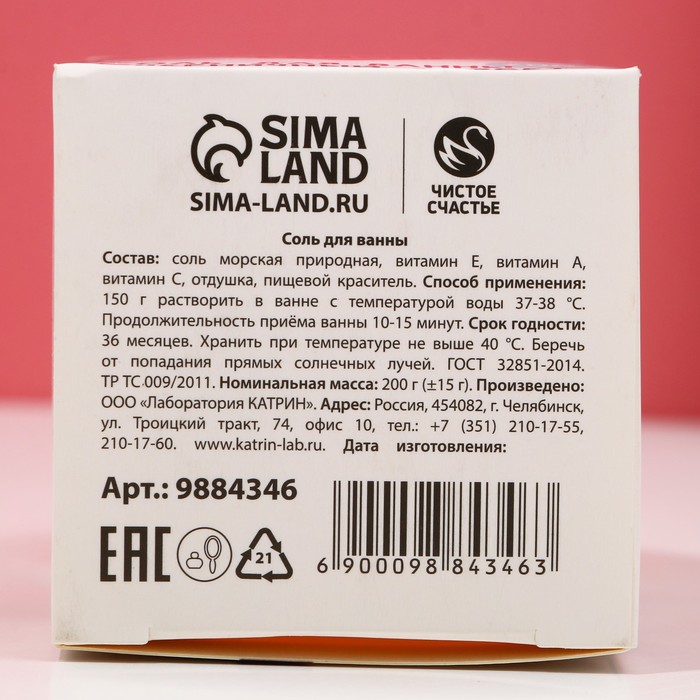 SIMA
LAND
SIMA-LAND.RU
ЧИСТОЕ
СЧАСТЬЕ
Соль для ванны
Состав: соль морская природная, витамин Е, витамин А,
витамин С, отдушка, пищевой краситель. Способ применения:
150 г растворить в ванне с температурой воды 37-38 °С.
Продолжительность приёма ванны 10-15 минут. Срок годности:
36 месяцев. Хранить при температуре не выше 40 °С. Беречь
от попадания прямых солнечных лучей. ГОСТ 32851-2014.
ТР ТС 009/2011. Номинальная масса: 200 г (±15 г). Произведено:
ООО «Лаборатория КАТРИН». Адрес: Россия, 454082, г. Челябинск,
ул. Троицкий тракт, 74, офис 10, тел.: +7 (351) 210-17-55,
210-17-60. www.katrin-lab.ru. Дата изготовления:
Арт.: 9884346
EAC
21
6 900098 843463